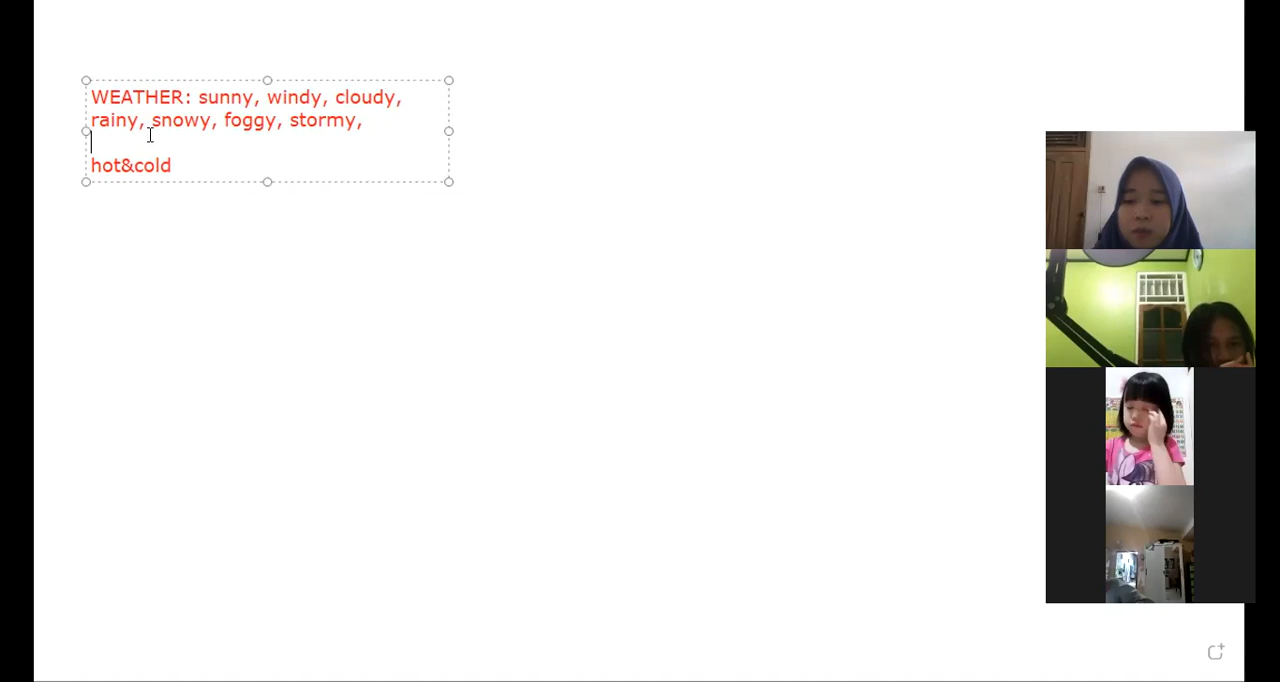 WEATHER: sunny, windy, cloudy,
rainy, snowy, foggy, stormy,
hot&cold